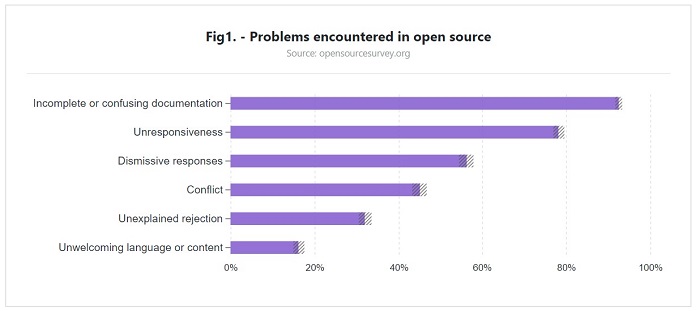 Fig1. - Problems encountered in open source
Source: opensourcesurvey.org
Incomplete or confusing documentation
Unresponsiveness
Dismissive responses
Conflict
Unexplained rejection
Unwelcoming language or content
0% 20% 40% 60% 80% 100%